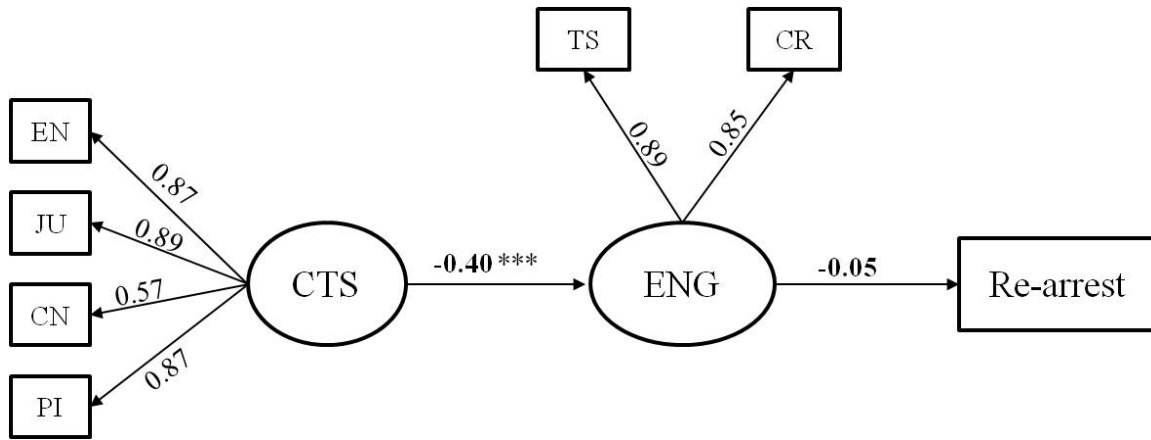 TS
CR
EN
0.89
0.85
0.87
JU
0.89
CTS
-0.40 ***
ENG
-0.05
Re-arrest
CN
0.57
0.87
PI